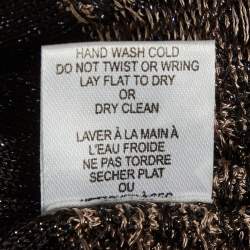 HAND WASH COLD
DO NOT TWIST OR WRING
LAY FLAT TO DRY
OR
DRY CLEAN
LAVER À LA MAIN À
L'EAU FROIDE
NE PAS TORDRE
SECHER PLAT
OU